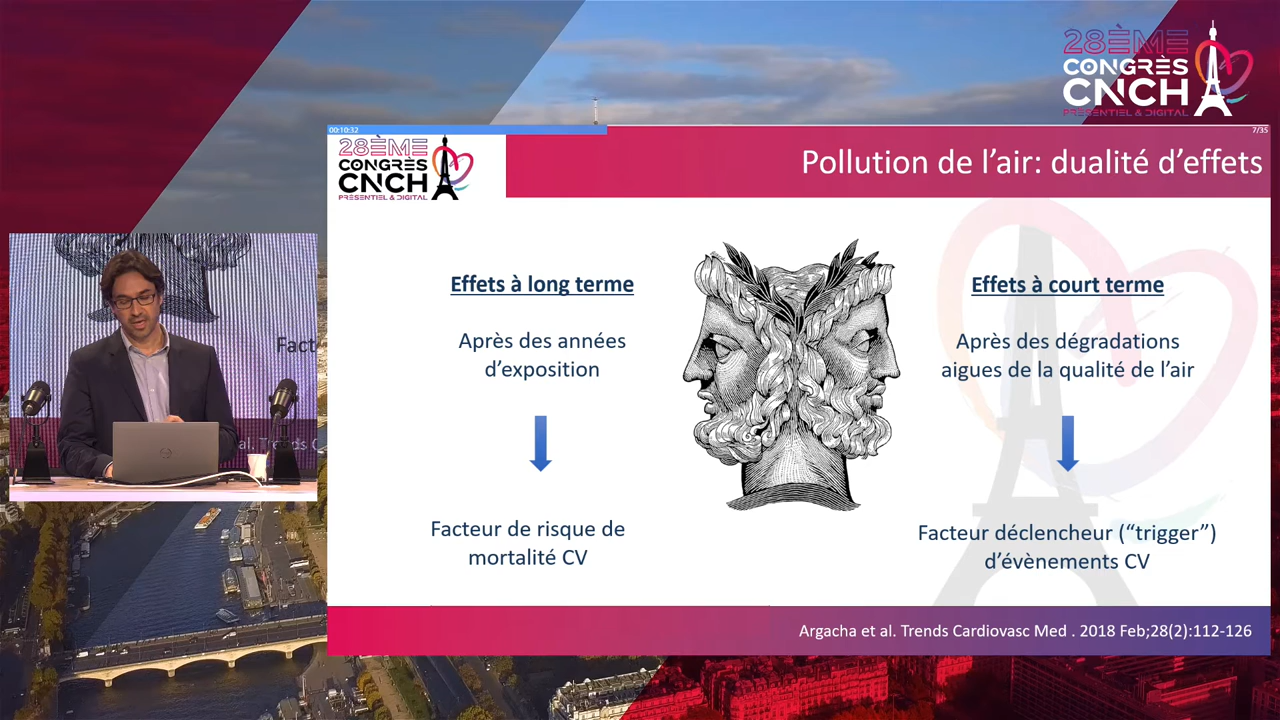 28ÈME
CONGRÈS
CNCH
PRÉSENTIEL & DIGITAL
00:10:32
7/35
28ÈME
CONGRÈS
CNCH
PRÉSENTIEL & DIGITAL
Pollution de l’air: dualité d’effets
Effets à long terme
Après des années
d’exposition
Facteur de risque de
mortalité CV
Effets à court terme
Après des dégradations
aigues de la qualité de l’air
Facteur déclencheur (“trigger”)
d’évènements CV
Argacha et al. Trends Cardiovasc Med . 2018 Feb;28(2):112-126
Fact
al. Trends C